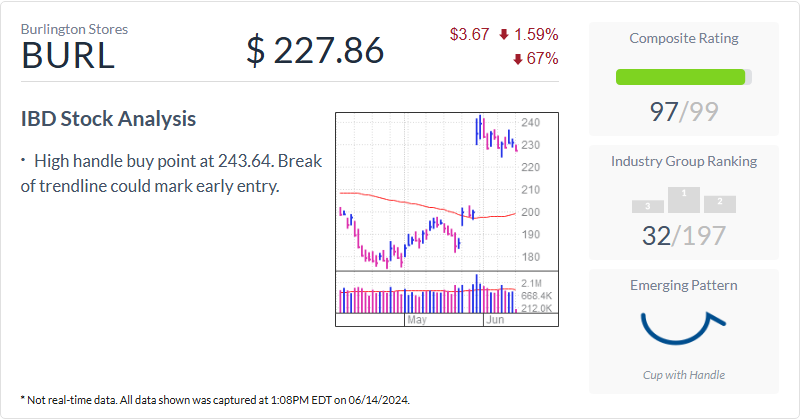 Burlington Stores
BURL
$ 227.86
$3.67 1.59%
67%
IBD Stock Analysis
· High handle buy point at 243.64. Break
of trendline could mark early entry.
240
230
220
210
200
190
180
2.1M
668.4K
212.0K
May Jun
Composite Rating
97/99
Industry Group Ranking
3 1 2
32/197
Emerging Pattern
Cup with Handle
* Not real-time data. All data shown was captured at 1:08PM EDT on 06/14/2024.